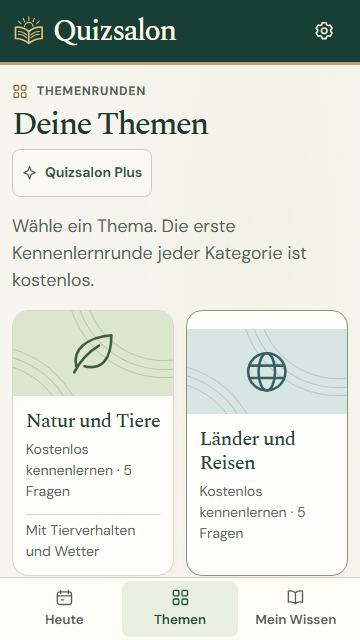 Quizsalon
THEMENRUNDEN
Deine Themen
Quizsalon Plus
Wähle ein Thema. Die erste
Kennenlernrunde jeder Kategorie ist
kostenlos.
Natur und Tiere
Kostenlos
kennenlernen · 5
Fragen
Mit Tierverhalten
und Wetter
Länder und
Reisen
Kostenlos
kennenlernen · 5
Fragen
Heute
Themen
Mein Wissen